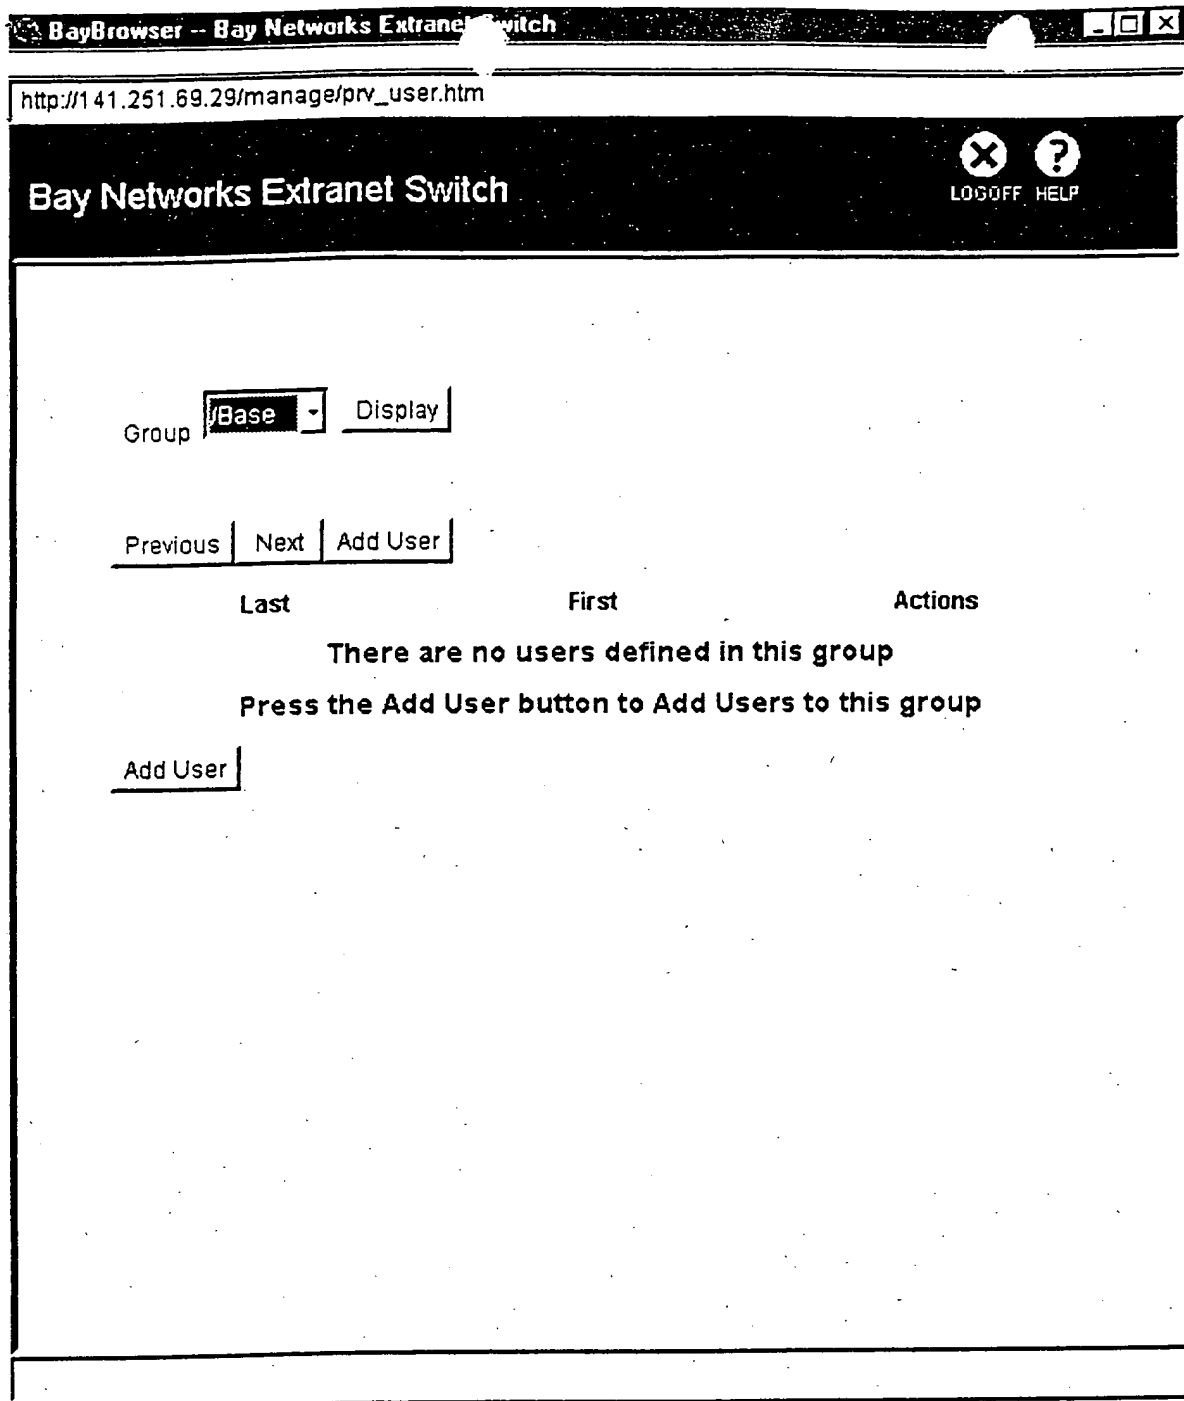 BayBrowser -- Bay Networks Extranet Switch
http://141.251.69.29/manage/prv_user.htm
Bay Networks Extranet Switch
LOGOFF HELP
Group /Base Display
Previous Next Add User
Last First Actions
There are no users defined in this group
Press the Add User button to Add Users to this group
Add User